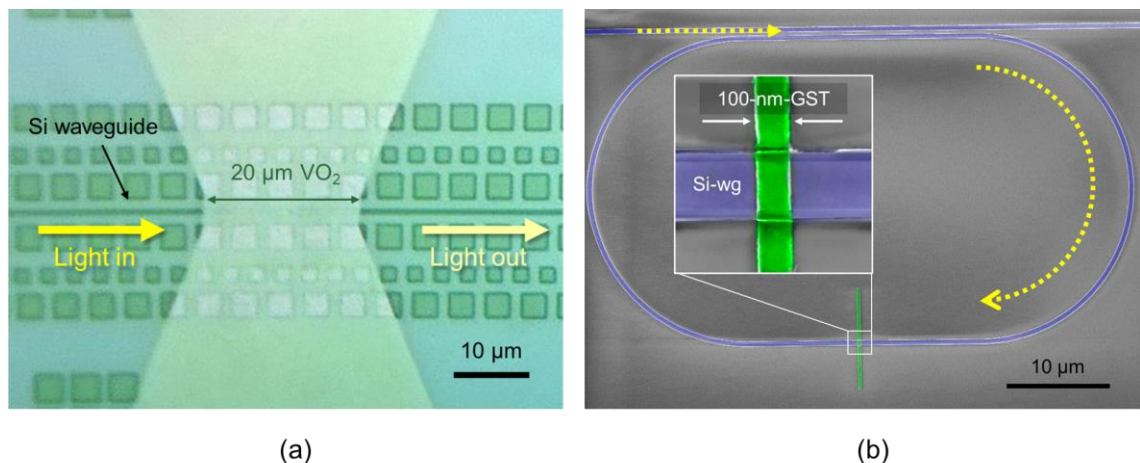 Si waveguide
20 µm VO₂
Light in
Light out
10 µm
100-nm-GST
Si-wg
10 µm
(a)
(b)